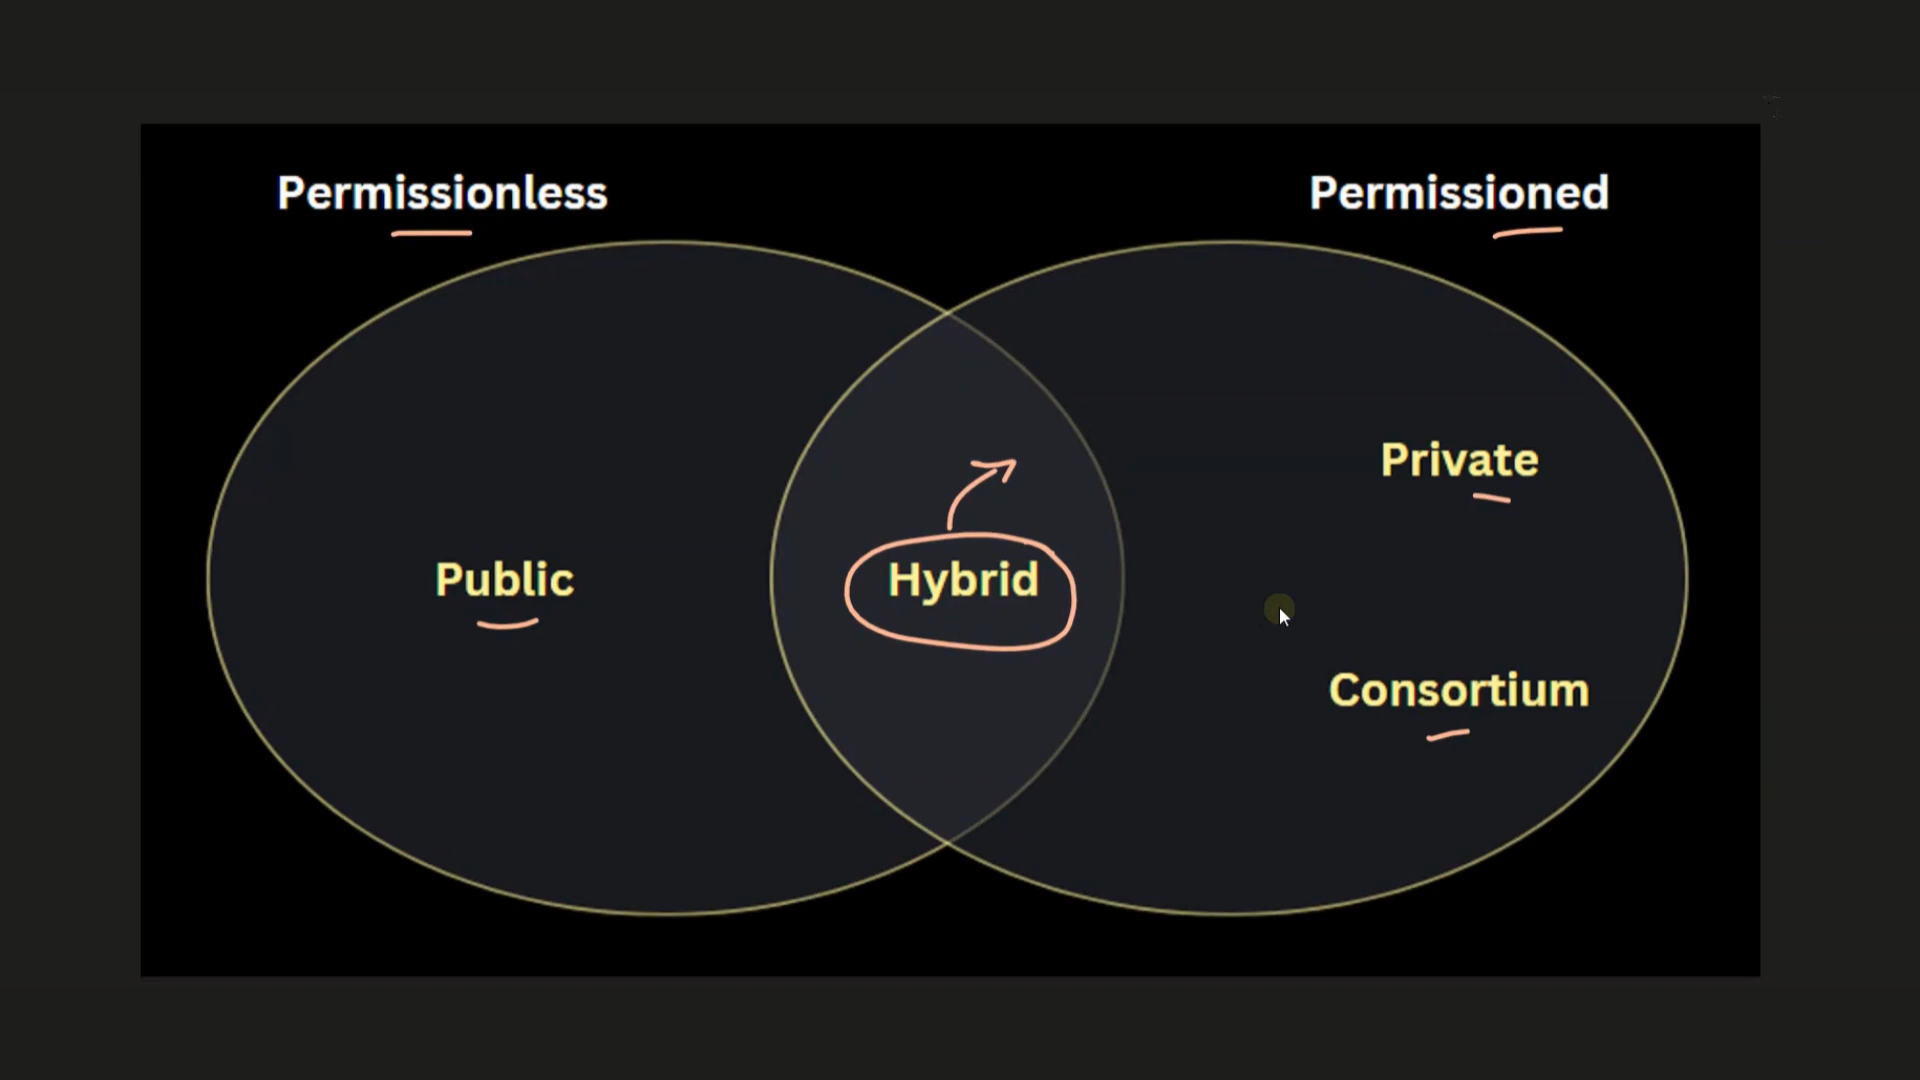 Permissionless
Permissioned
Private
Public
Hybrid
Consortium